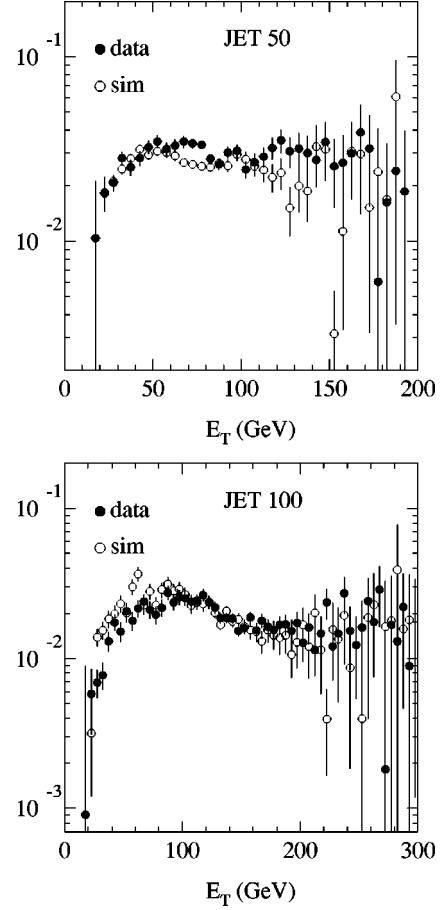 10⁻¹
JET 50
data
sim
10⁻²
0 50 100 150 200
E_T (GeV)
10⁻¹
JET 100
data
sim
10⁻²
10⁻³
0 100 200 300
E_T (GeV)